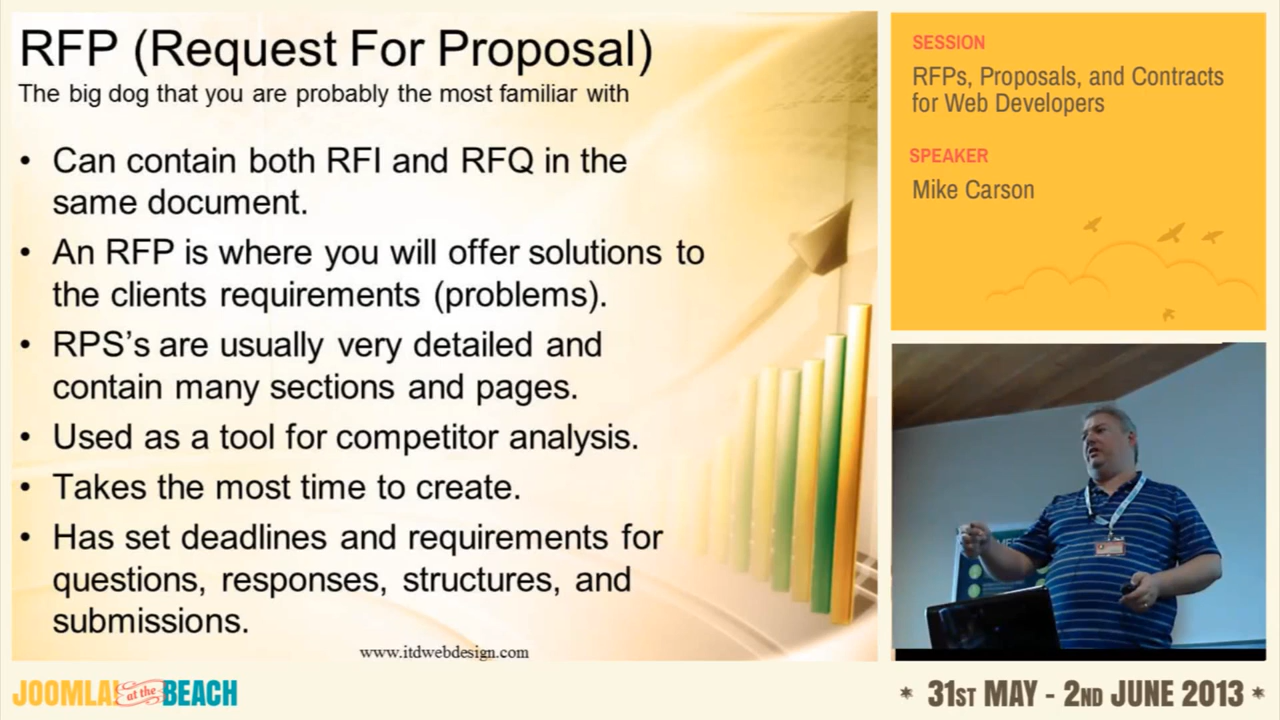 RFP (Request For Proposal)
The big dog that you are probably the most familiar with
• Can contain both RFI and RFQ in the
same document.
• An RFP is where you will offer solutions to
the clients requirements (problems).
• RPS’s are usually very detailed and
contain many sections and pages.
• Used as a tool for competitor analysis.
• Takes the most time to create.
• Has set deadlines and requirements for
questions, responses, structures, and
submissions.
www.itdwebdesign.com
SESSION
RFPs, Proposals, and Contracts
for Web Developers
SPEAKER
Mike Carson
JOOMLA! at the BEACH
* 31ST MAY - 2ND JUNE 2013 *